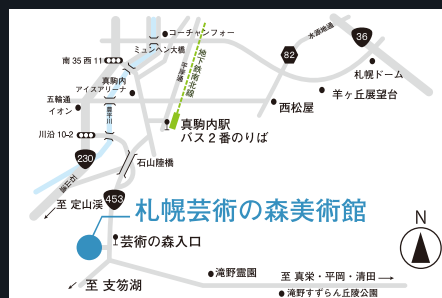 コーチャンフォー
ミュンヘン大橋
南35西11
真駒内
アイスアリーナ
五輪通
イオン
豊平川
川沿10-2
230
石山通
石山陸橋
至 定山渓
453
地下鉄南北線
平岸通
真駒内駅
バス2番のりば
水源池通
82
36
札幌ドーム
羊ヶ丘展望台
西松屋
札幌芸術の森美術館
芸術の森入口
至 支笏湖
滝野霊園
至 真栄・平岡・清田
滝野すずらん丘陵公園
N